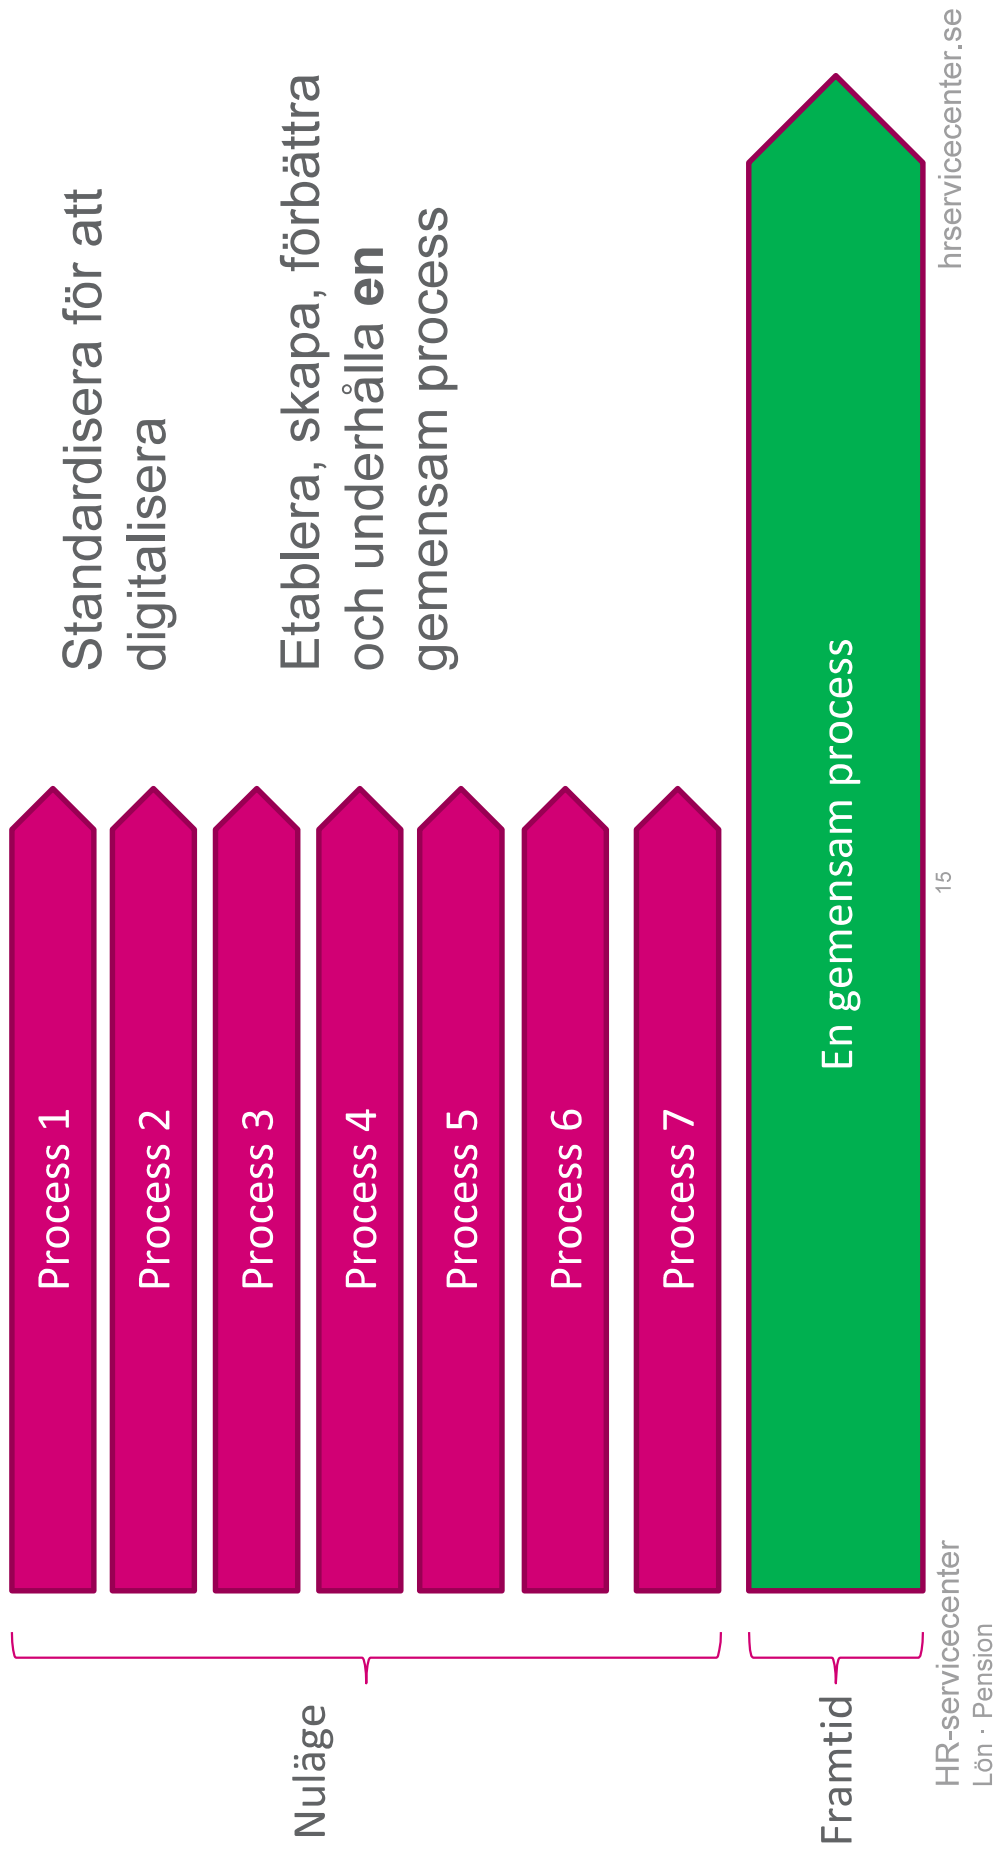 Standardisera för att
digitalisera
Etablera, skapa, förbättra
och underhålla en
gemensam process
Nuläge
Process 1
Process 2
Process 3
Process 4
Process 5
Process 6
Process 7
Framtid
En gemensam process
HR-servicecenter
Lön · Pension
15
hrservicecenter.se